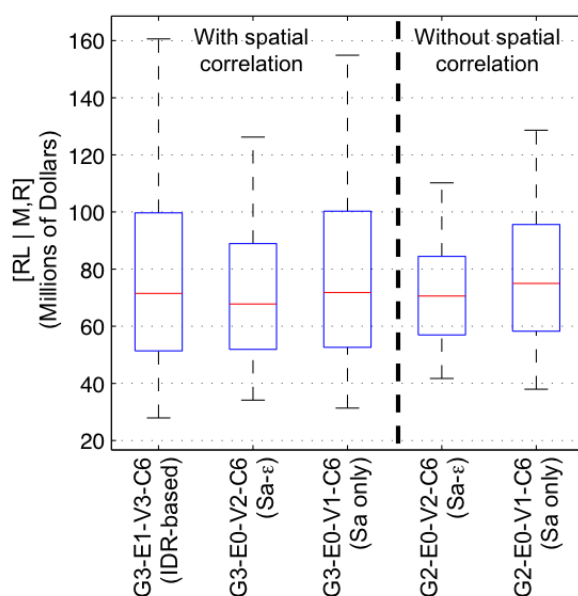 With spatial
correlation
Without spatial
correlation
[RL | M,R]
(Millions of Dollars)
160
140
120
100
80
60
40
20
G3-E1-V3-C6
(IDR-based)
G3-E0-V2-C6
(Sa-ε)
G3-E0-V1-C6
(Sa only)
G2-E0-V2-C6
(Sa-ε)
G2-E0-V1-C6
(Sa only)